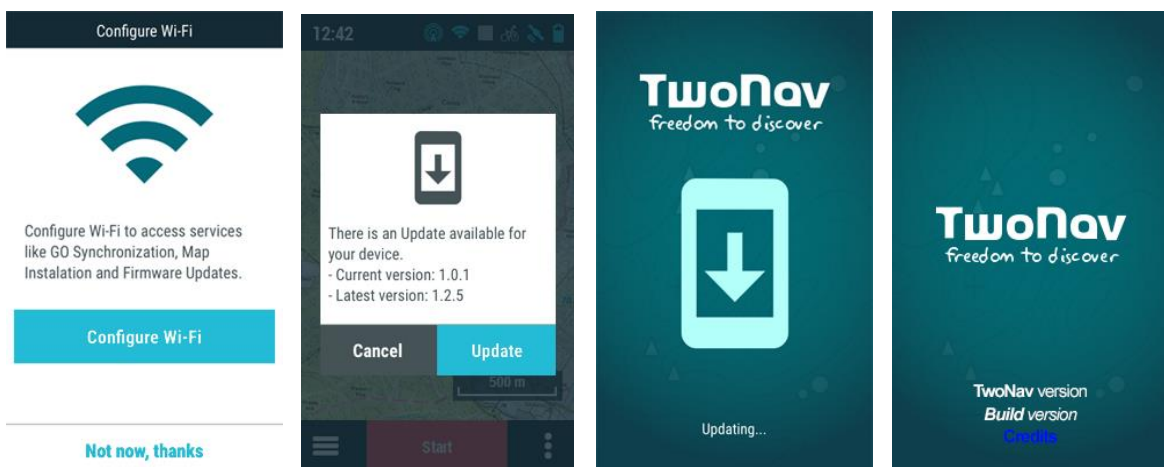 Configure Wi-Fi
Configure Wi-Fi to access services
like GO Synchronization, Map
Instalation and Firmware Updates.
Configure Wi-Fi
Not now, thanks
12:42
There is an Update available for
your device.
- Current version: 1.0.1
- Latest version: 1.2.5
Cancel
Update
500 m
Start
TwoNav
freedom to discover
Updating...
TwoNav
freedom to discover
TwoNav version
Build version
Credits